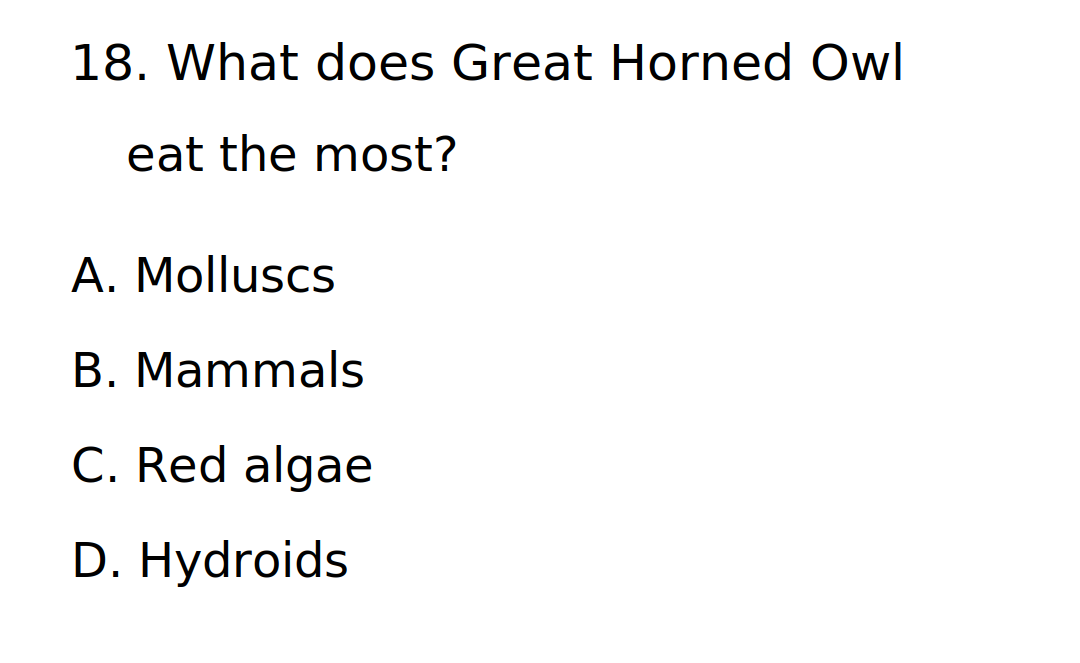 18. What does Great Horned Owl
eat the most?
A. Molluscs
B. Mammals
C. Red algae
D. Hydroids